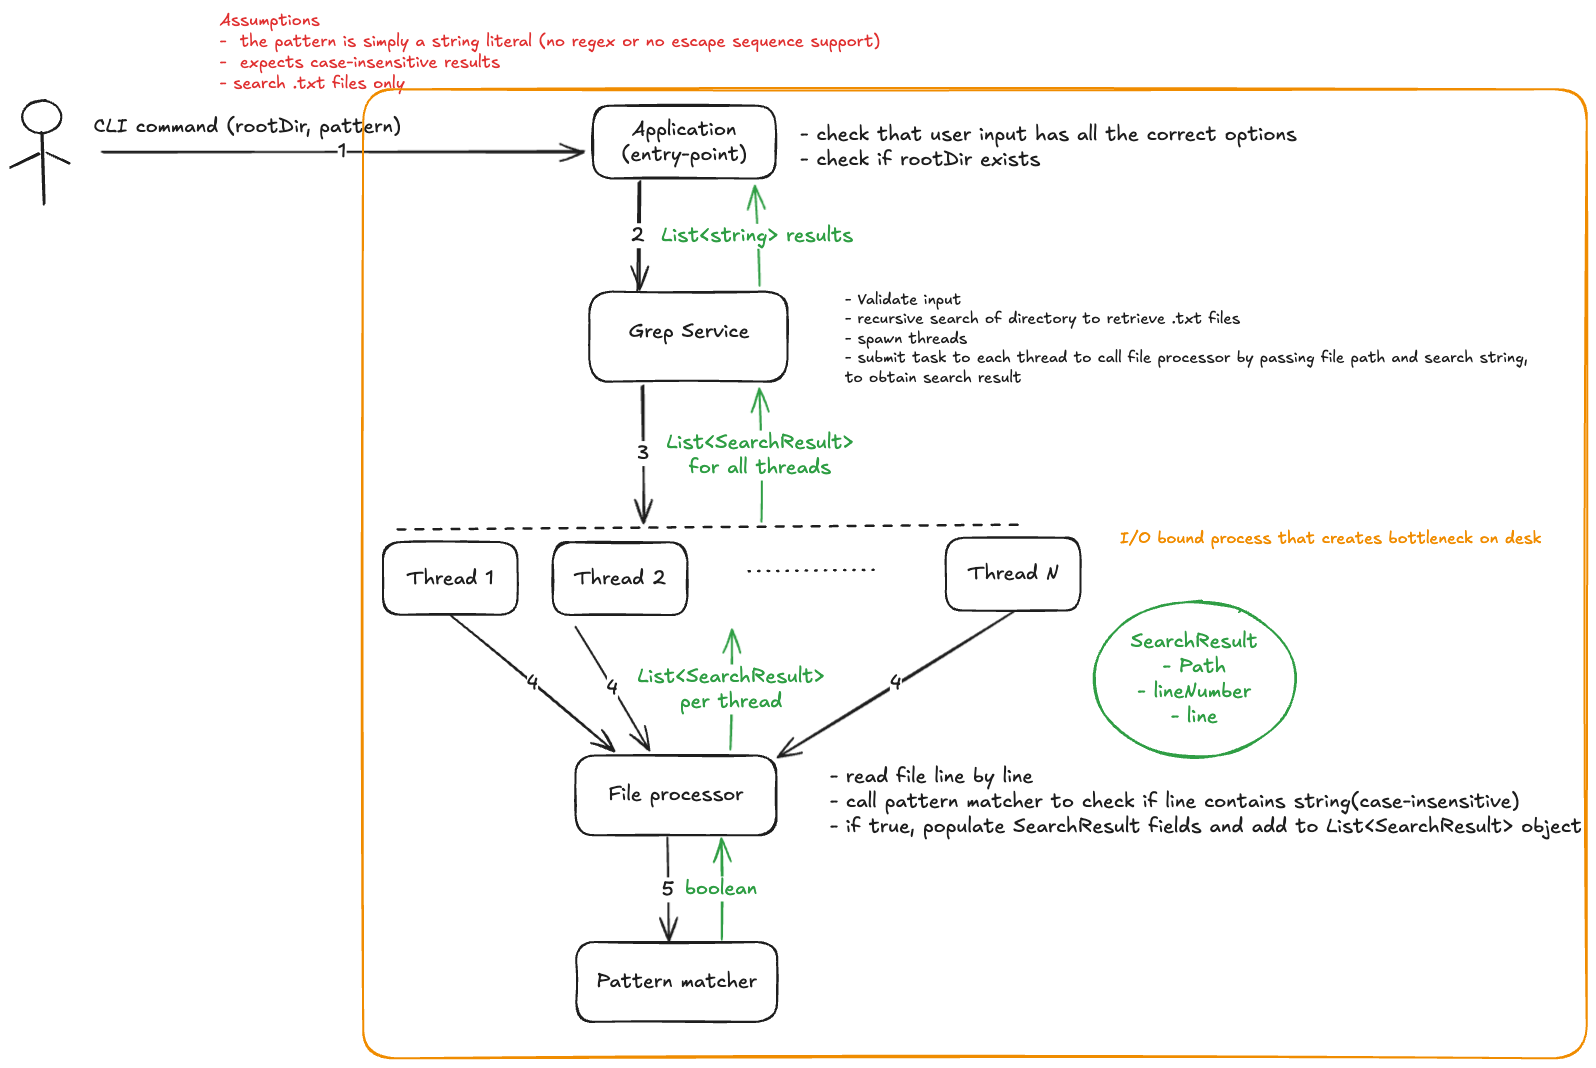 Assumptions
- the pattern is simply a string literal (no regex or no escape sequence support)
- expects case-insensitive results
- search .txt files only
CLI command (rootDir, pattern)
1
Application
(entry-point)
- check that user input has all the correct options
- check if rootDir exists
2
List<string> results
Grep Service
- Validate input
- recursive search of directory to retrieve .txt files
- spawn threads
- submit task to each thread to call file processor by passing file path and search string,
to obtain search result
3
List<SearchResult>
for all threads
I/O bound process that creates bottleneck on desk
Thread 1
Thread 2
Thread N
SearchResult
- Path
- lineNumber
- line
4
4
4
List<SearchResult>
per thread
File processor
- read file line by line
- call pattern matcher to check if line contains string(case-insensitive)
- if true, populate SearchResult fields and add to List<SearchResult> object
5
boolean
Pattern matcher